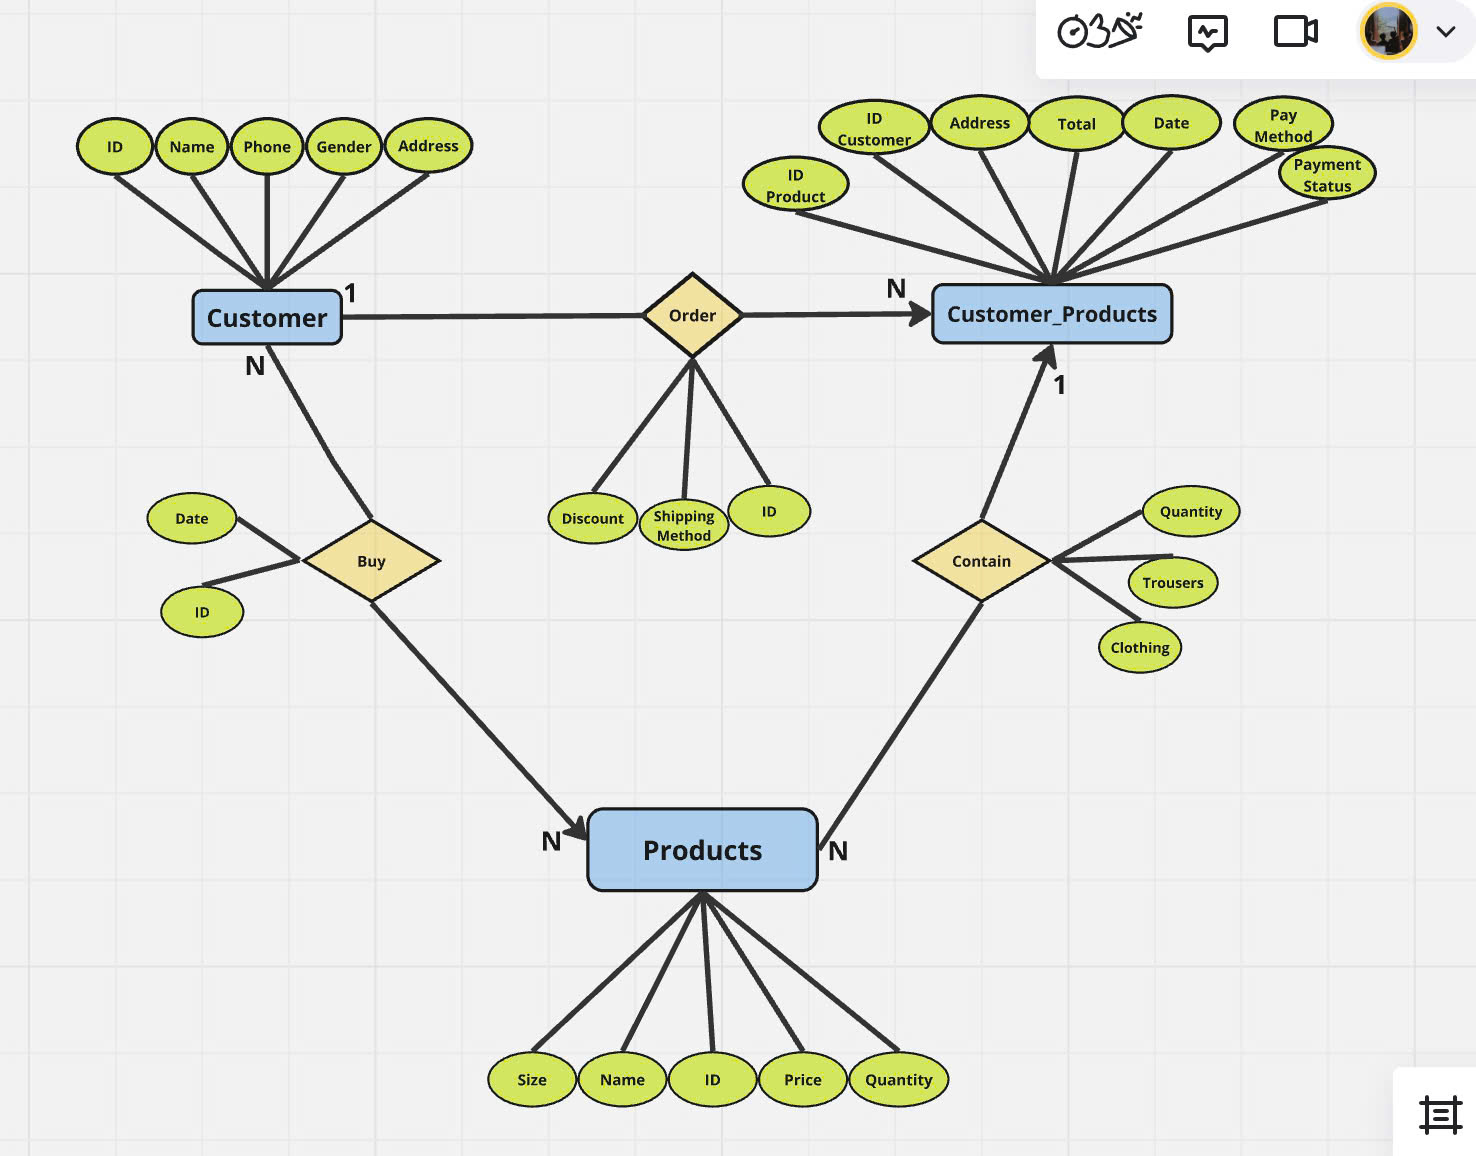 ID
Name
Phone
Gender
Address
ID
Product
ID
Customer
Address
Total
Date
Pay
Method
Payment
Status
Customer
1
Order
N
Customer_Products
N
1
Discount
Shipping
Method
ID
Date
ID
Buy
Contain
Quantity
Trousers
Clothing
N
Products
N
Size
Name
ID
Price
Quantity